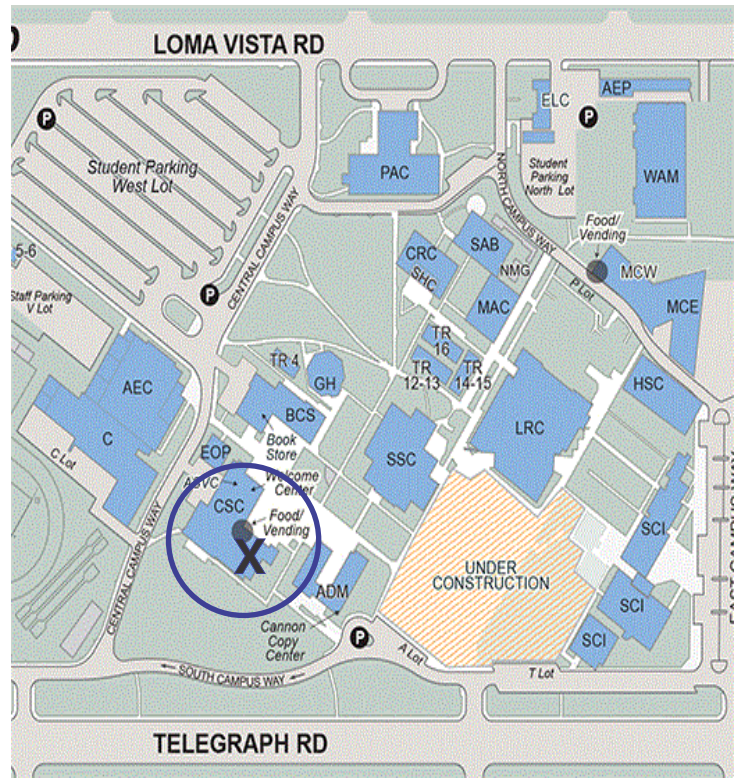 LOMA VISTA RD
P
Student Parking
West Lot
CENTRAL CAMPUS WAY
PAC
NORTH CAMPUS WAY
ELC
AEP
P
Student
Parking
North Lot
WAM
Food/
Vending
5-6
Staff Parking
V Lot
P
CRC
SHC
SAB
NMG
MAC
P Lot
MCW
MCE
AEC
C
C Lot
TR 4
GH
BCS
Book
Store
TR
16
TR
12-13
TR
14-15
LRC
HSC
SSC
EOP
ASVC
CSC
Welcome
Center
Food/
Vending
X
CENTRAL CAMPUS WAY
ADM
Cannon
Copy
Center
P
UNDER
CONSTRUCTION
SCI
SCI
SCI
EAST CAMPUS WAY
A Lot
T Lot
SOUTH CAMPUS WAY
TELEGRAPH RD